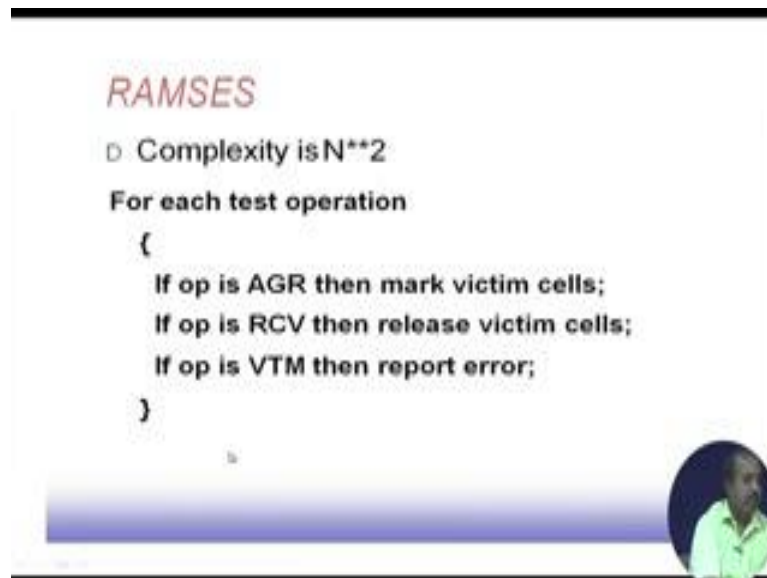 RAMSES
D Complexity is N**2
For each test operation
{
If op is AGR then mark victim cells;
If op is RCV then release victim cells;
If op is VTM then report error;
}